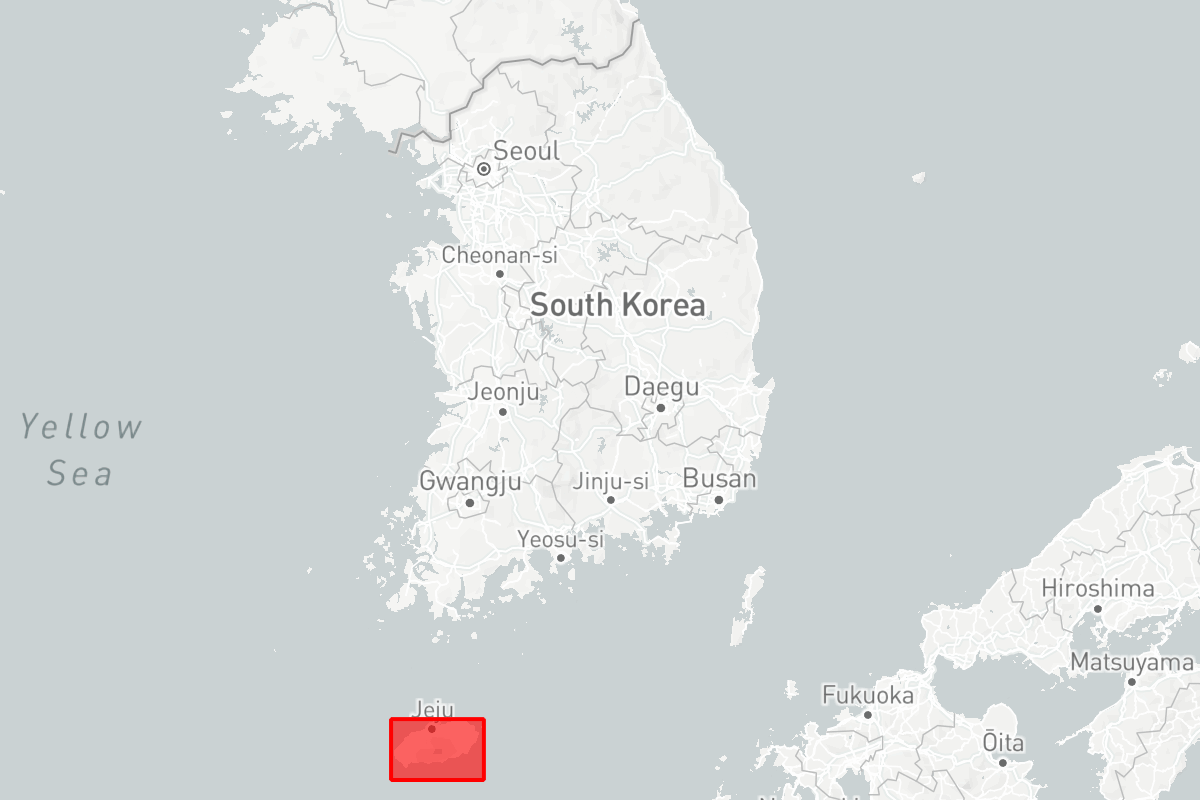 Seoul
Cheonan-si
South Korea
Jeonju
Daegu
Yellow
Sea
Gwangju
Jinju-si
Busan
Yeosu-si
Hiroshima
Matsuyama
Jeju
Fukuoka
Ōita